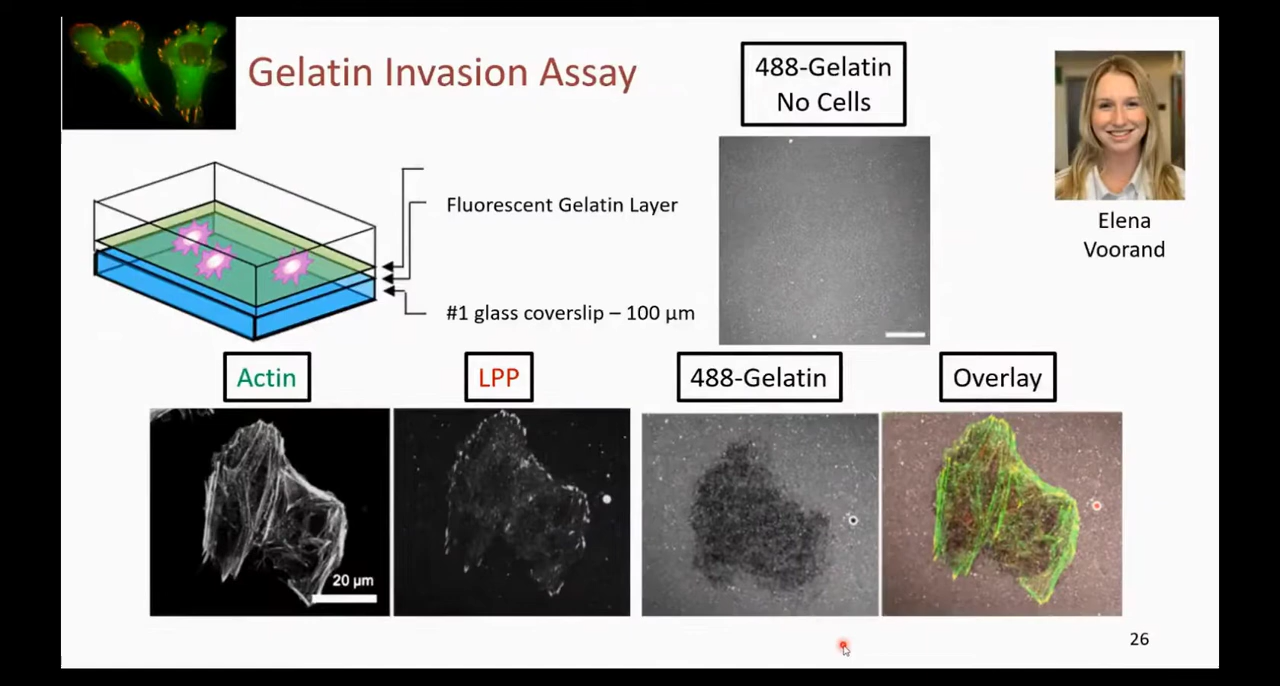 Gelatin Invasion Assay
488-Gelatin
No Cells
Fluorescent Gelatin Layer
#1 glass coverslip – 100 µm
Elena
Voorand
Actin
LPP
488-Gelatin
Overlay
20 µm
26